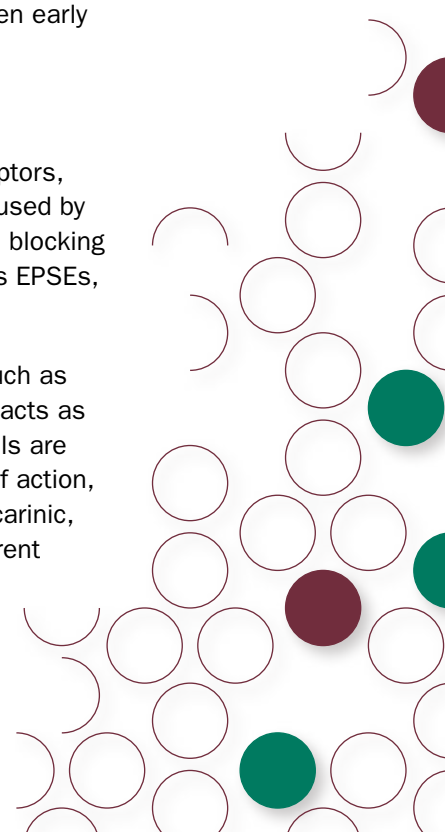 en early
ptors,
used by
blocking
s EPSEs,
uch as
acts as
ls are
f action,
carinic,
rent